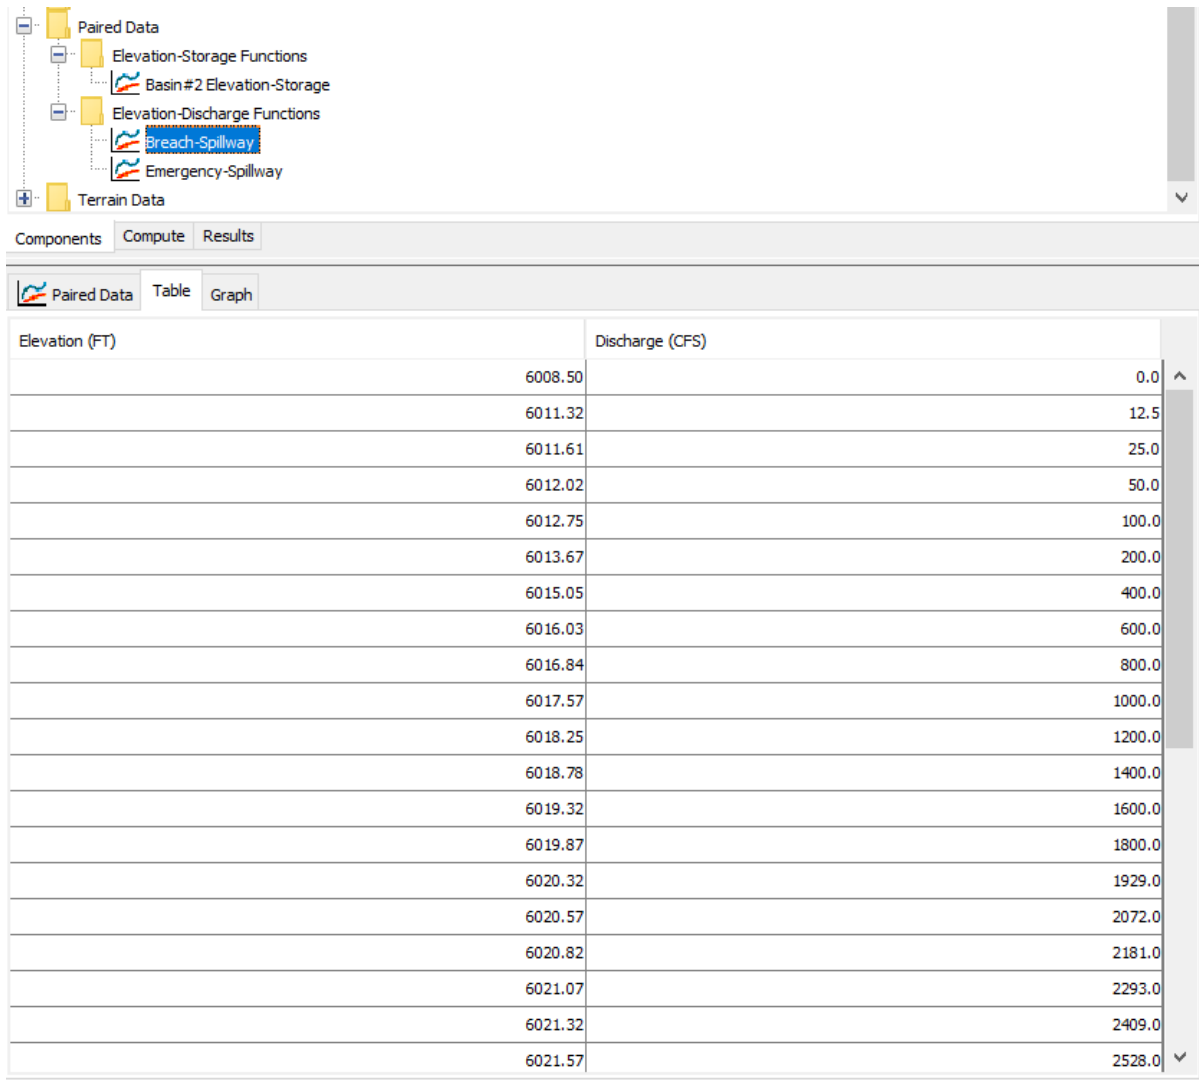 Paired Data
Elevation-Storage Functions
Basin#2 Elevation-Storage
Elevation-Discharge Functions
Breach-Spillway
Emergency-Spillway
Terrain Data
Components Compute Results
Paired Data Table Graph
Elevation (FT) Discharge (CFS)
6008.50 0.0
6011.32 12.5
6011.61 25.0
6012.02 50.0
6012.75 100.0
6013.67 200.0
6015.05 400.0
6016.03 600.0
6016.84 800.0
6017.57 1000.0
6018.25 1200.0
6018.78 1400.0
6019.32 1600.0
6019.87 1800.0
6020.32 1929.0
6020.57 2072.0
6020.82 2181.0
6021.07 2293.0
6021.32 2409.0
6021.57 2528.0